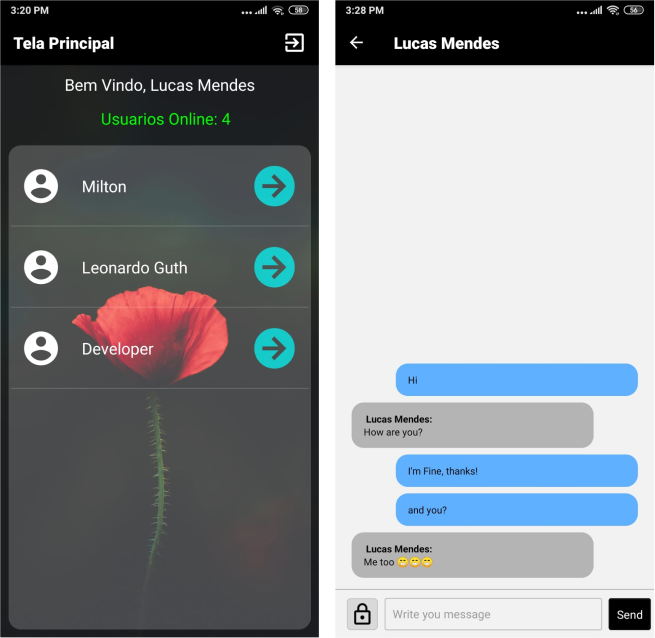 3:20 PM
58
Tela Principal
Bem Vindo, Lucas Mendes
Usuarios Online: 4
Milton
Leonardo Guth
Developer
3:28 PM
56
Lucas Mendes
Hi
Lucas Mendes:
How are you?
I'm Fine, thanks!
and you?
Lucas Mendes:
Me too 😁😁😁
Write you message
Send